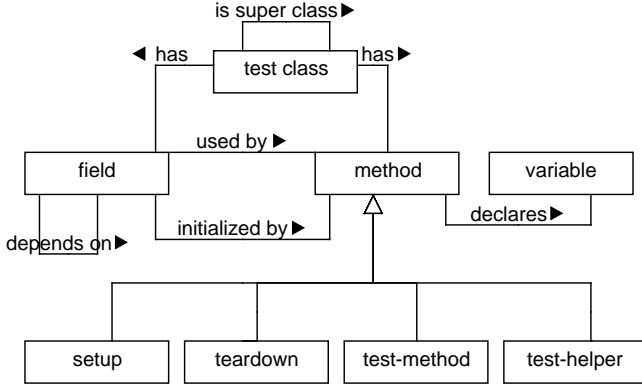 is super class ▶
◀ has
test class
has ▶
used by ▶
field
method
variable
initialized by ▶
declares ▶
depends on ▶
setup
teardown
test-method
test-helper